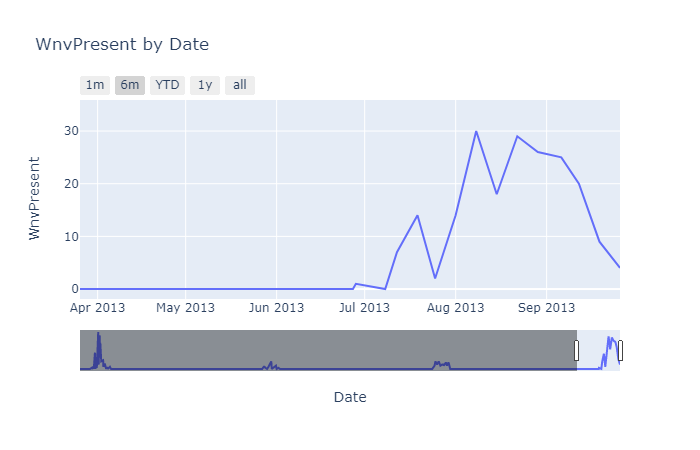 WnvPresent by Date
1m 6m YTD 1y all
WnvPresent
30
20
10
0
Apr 2013 May 2013 Jun 2013 Jul 2013 Aug 2013 Sep 2013
Date